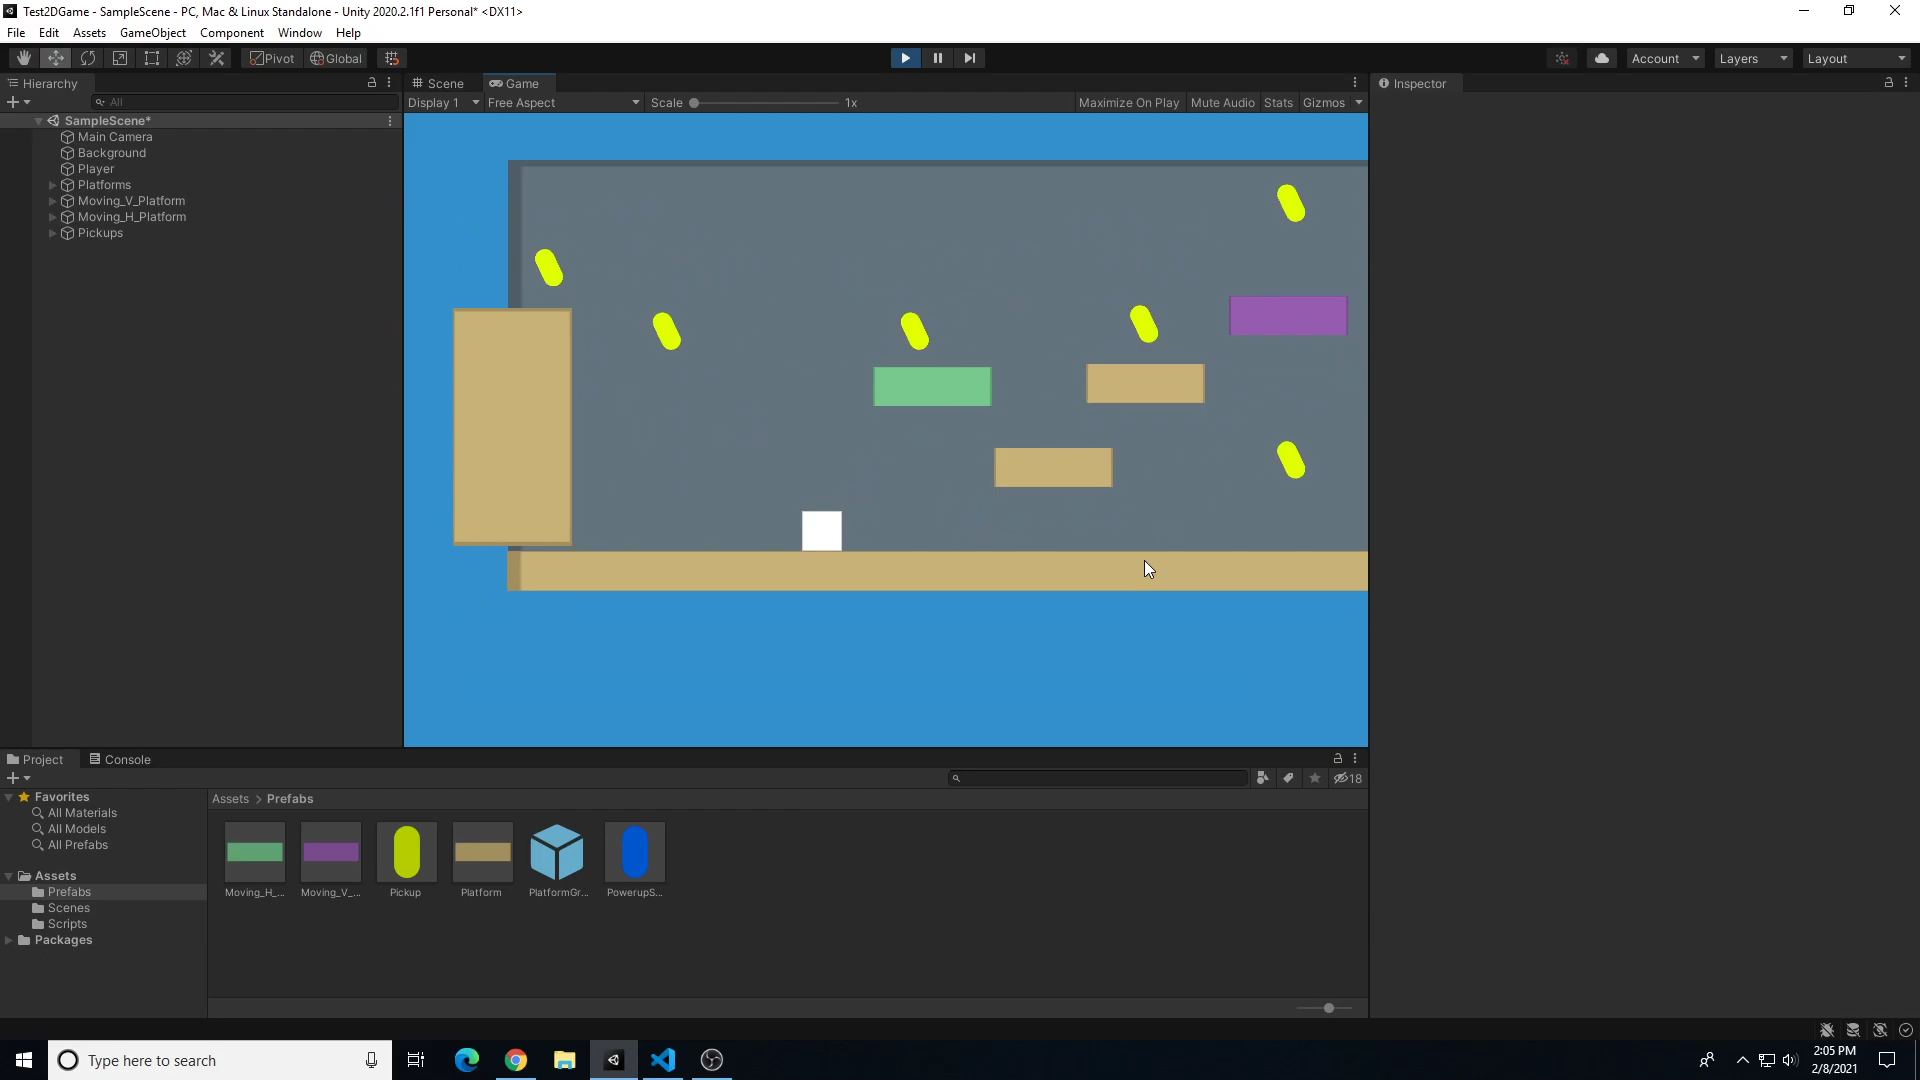 Test2DGame - SampleScene - PC, Mac & Linux Standalone - Unity 2020.2.1f1 Personal* <DX11>
File Edit Assets GameObject Component Window Help
Pivot Global Account Layers Layout
Hierarchy Scene Game Inspector
All Display 1 Free Aspect Scale 1x Maximize On Play Mute Audio Stats Gizmos
SampleScene*
Main Camera
Background
Player
Platforms
Moving_V_Platform
Moving_H_Platform
Pickups
Project Console
18
Favorites
All Materials
All Models
All Prefabs
Assets
Prefabs
Scenes
Scripts
Packages
Assets > Prefabs
Moving_H_... Moving_V_... Pickup Platform PlatformGr... PowerupS...
Type here to search
2:05 PM
2/8/2021